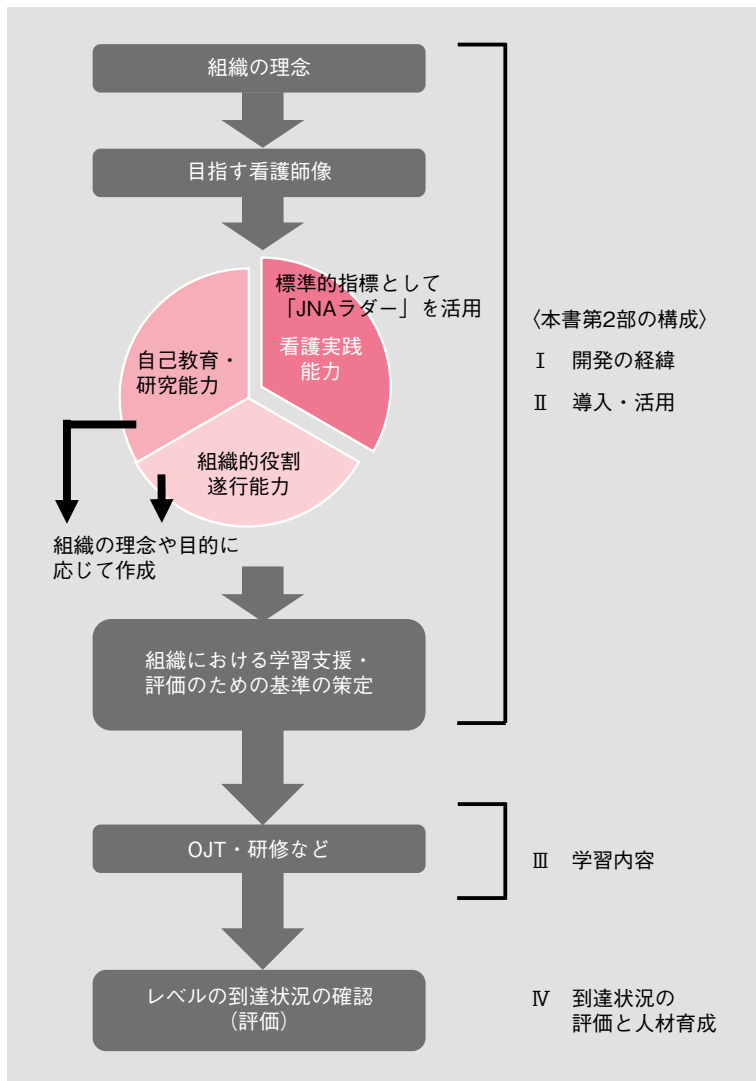 組織の理念
目指す看護師像
標準的指標として
「JNAラダー」を活用
看護実践
能力
自己教育・
研究能力
組織的役割
遂行能力
組織の理念や目的に
応じて作成
組織における学習支援・
評価のための基準の策定
OJT・研修など
レベルの到達状況の確認
(評価)
〈本書第2部の構成〉
Ⅰ 開発の経緯
Ⅱ 導入・活用
Ⅲ 学習内容
Ⅳ 到達状況の
評価と人材育成